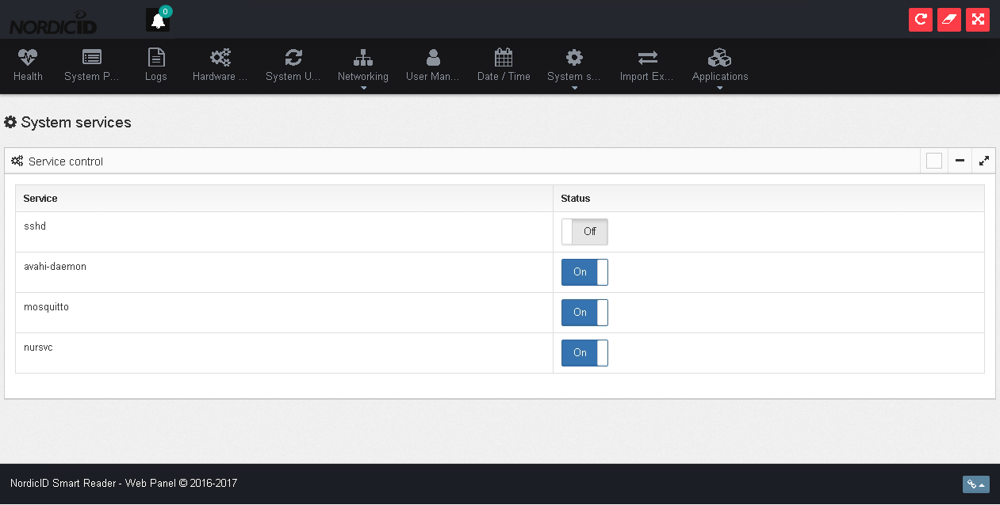 NORDICID
0
Health
System P...
Logs
Hardware ...
System U...
Networking
User Man...
Date / Time
System s...
Import Ex...
Applications
System services
Service control
Service Status
sshd Off
avahi-daemon On
mosquitto On
nursvc On
NordicID Smart Reader - Web Panel © 2016-2017